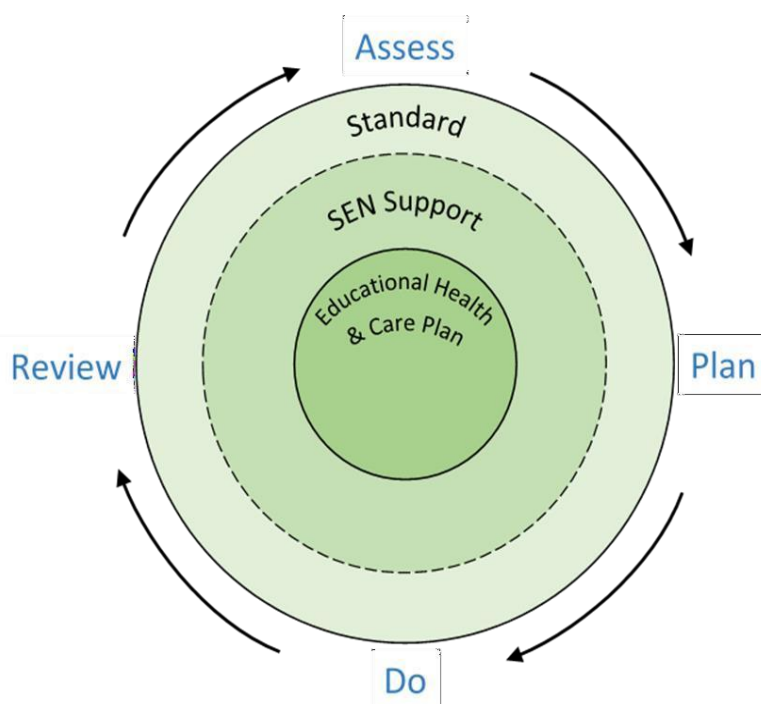 Assess
Standard
SEN Support
Educational Health
& Care Plan
Review
Plan
Do